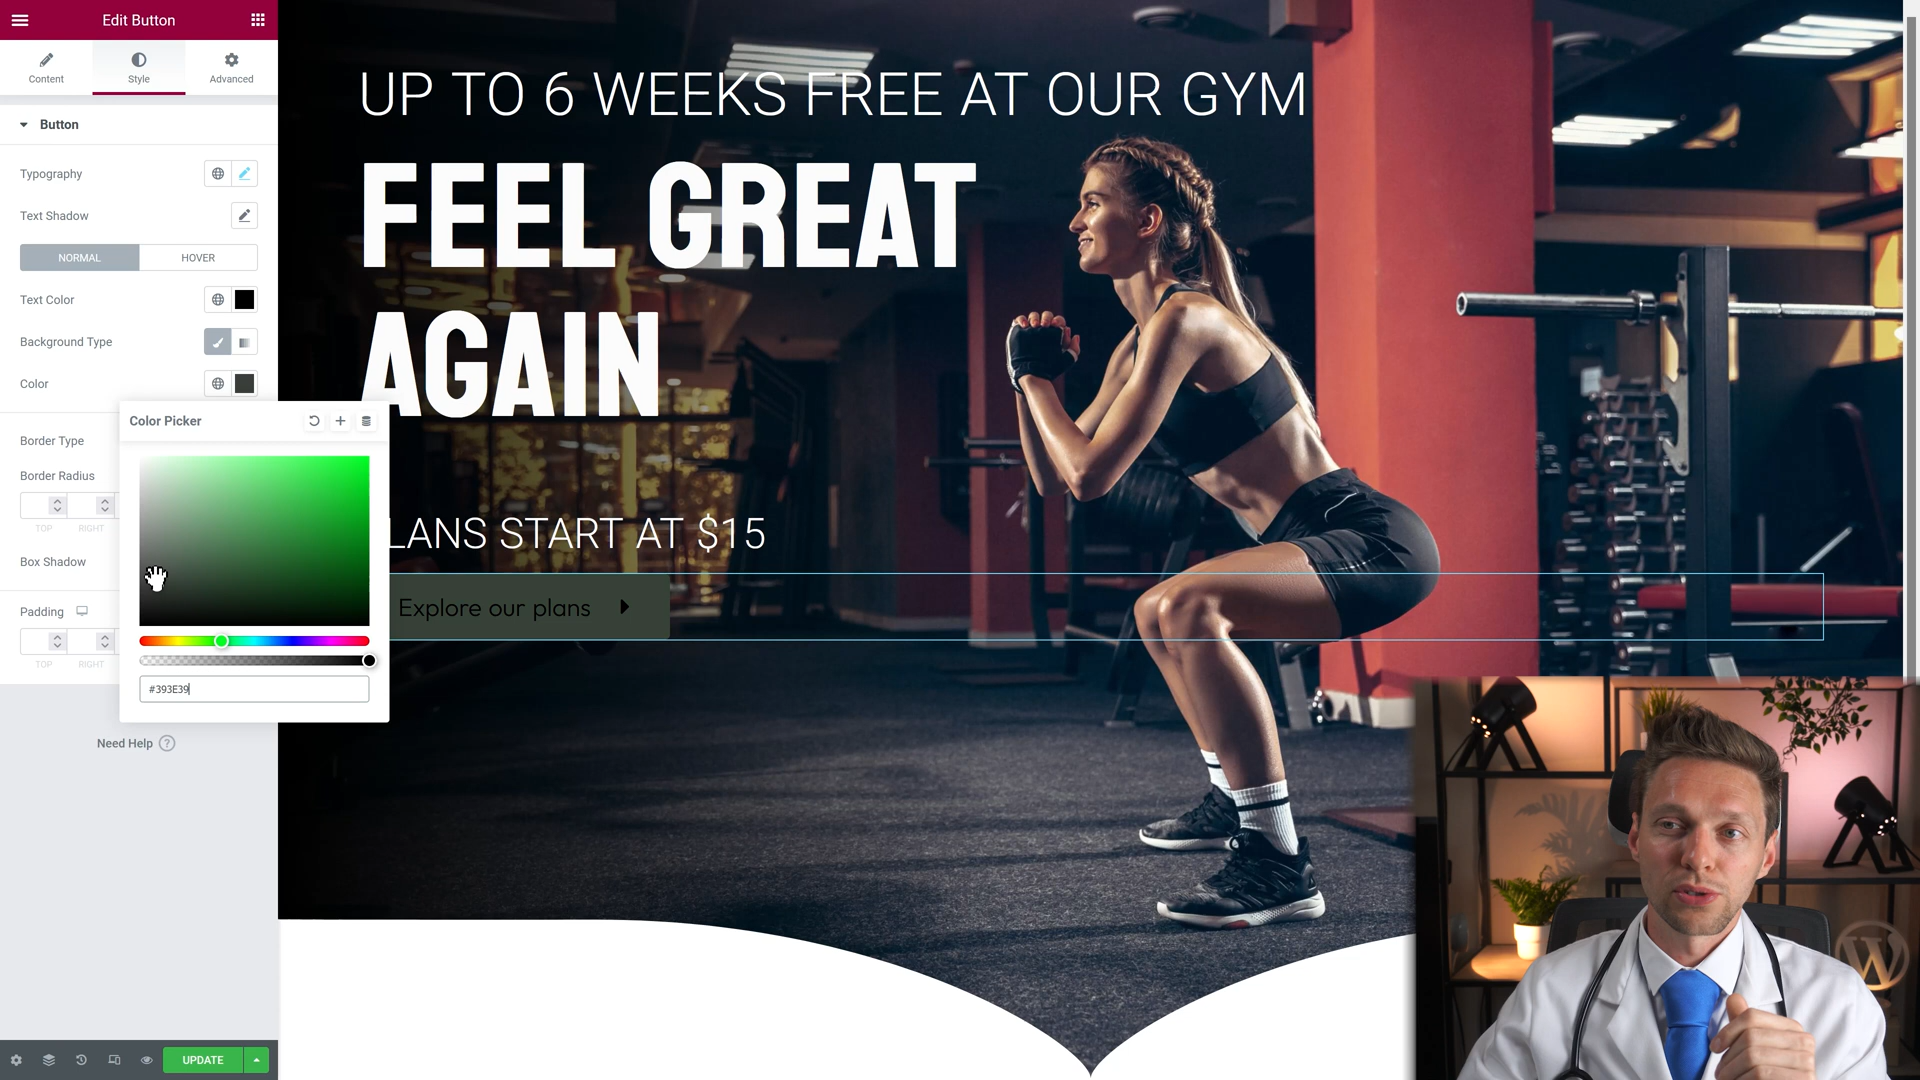 Edit Button
Content
Style
Advanced
Button
Typography
Text Shadow
NORMAL
HOVER
Text Color
Background Type
Color
Color Picker
Border Type
Border Radius
TOP
RIGHT
Box Shadow
Padding
TOP
RIGHT
#393E39
Need Help ?
UPDATE
UP TO 6 WEEKS FREE AT OUR GYM
FEEL GREAT
AGAIN
LANS START AT $15
Explore our plans